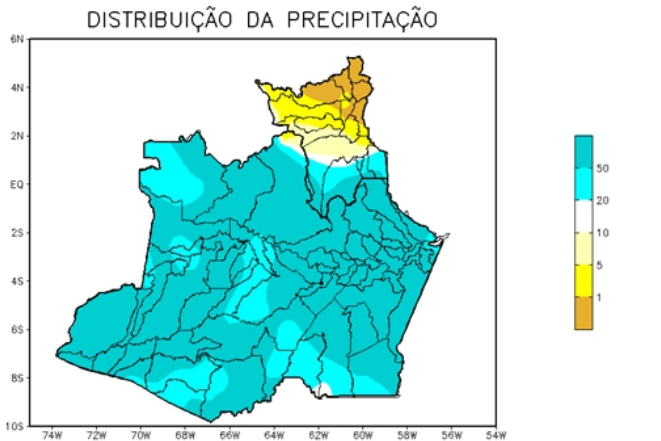 DISTRIBUIÇÃO DA PRECIPITAÇÃO
6N
4N
2N
EQ
2S
4S
6S
8S
10S
74W 72W 70W 68W 66W 64W 62W 60W 58W 56W 54W
50
20
10
5
1